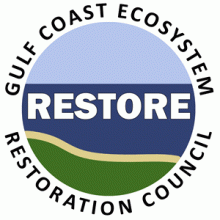 GULF COAST ECOSYSTEM
RESTORE
RESTORATION COUNCIL